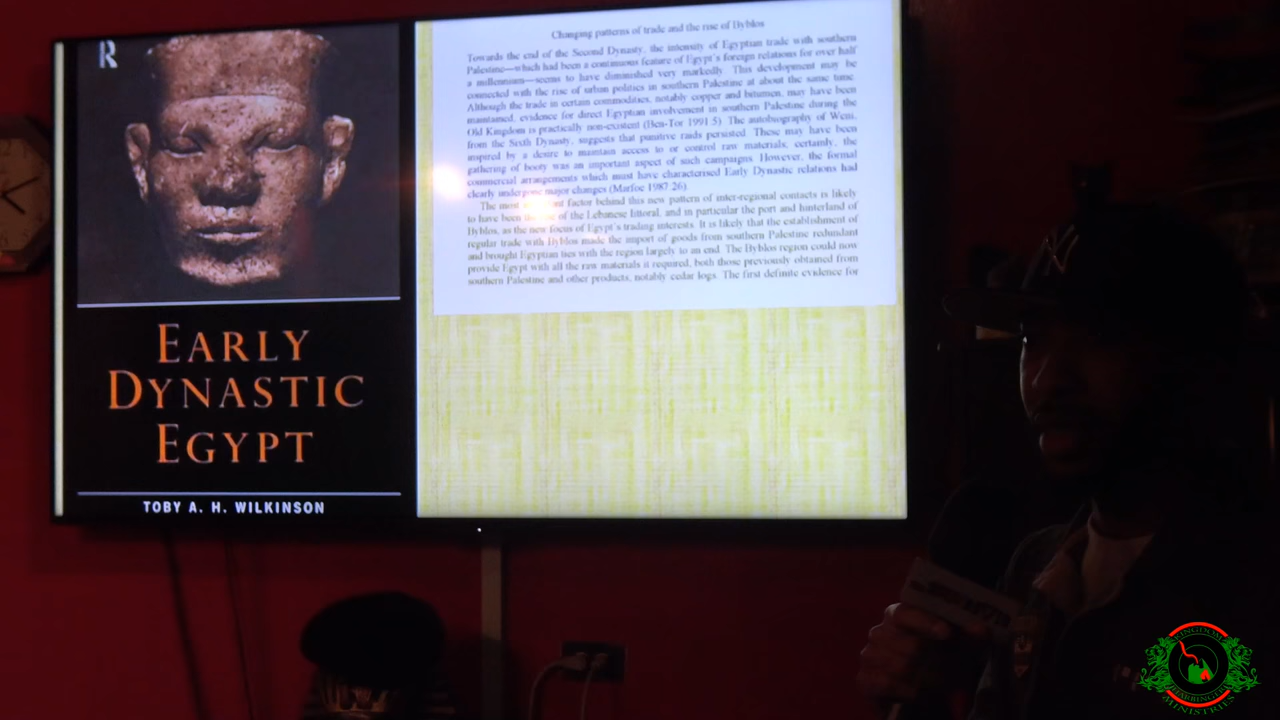 R
EARLY
DYNASTIC
EGYPT
TOBY A. H. WILKINSON
Changing patterns of trade and the rise of Byblos
Towards the end of the Second Dynasty, the intensity of Egyptian trade with southern
Palestine—which had been a continuous feature of Egypt's foreign relations for over half
a millennium—seems to have diminished very markedly. This development may be
connected with the rise of urban polities in southern Palestine at about the same time.
Although the trade in certain commodities, notably copper and bitumen, may have been
maintained, evidence for direct Egyptian involvement in southern Palestine during the
Old Kingdom is practically non-existent (Ben-Tor 1991:5). The autobiography of Weni,
from the Sixth Dynasty, suggests that punitive raids persisted. These may have been
inspired by a desire to maintain access to or control raw materials; certainly, the
gathering of booty was an important aspect of such campaigns. However, the formal
commercial arrangements which must have characterised Early Dynastic relations had
clearly undergone major changes (Marfoe 1987:26).
The most factor behind this new pattern of inter-regional contacts is likely
to have been the of the Lebanese littoral, and in particular the port and hinterland of
Byblos, as the new focus of Egypt's trading interests. It is likely that the establishment of
regular trade with Byblos made the import of goods from southern Palestine redundant
and brought Egyptian ties with the region largely to an end. The Byblos region could now
provide Egypt with all the raw materials it required, both those previously obtained from
southern Palestine and other products, notably cedar logs. The first definite evidence for
KINGDOM
HARBINGER
MINISTRIES